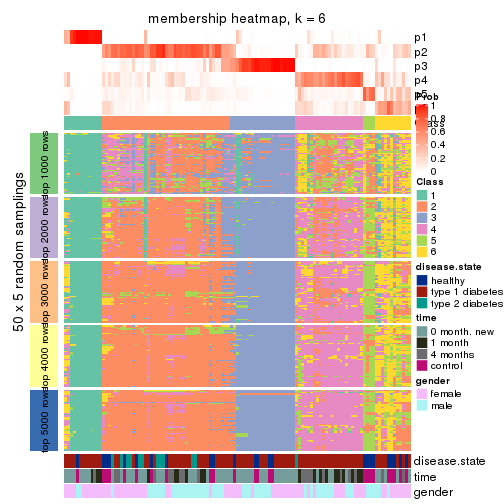 membership heatmap, k = 6
p1
p2
p3
p4
Prob
1
0.8
0.6
0.4
0.2
0
Class
1
2
3
4
5
6
disease.state
healthy
type 1 diabetes
type 2 diabetes
time
0 month. new
1 month
4 months
control
gender
female
male
50 x 5 random samplings
top 1000 rows
top 2000 rows
top 3000 rows
top 4000 rows
top 5000 rows
disease.state
time
gender